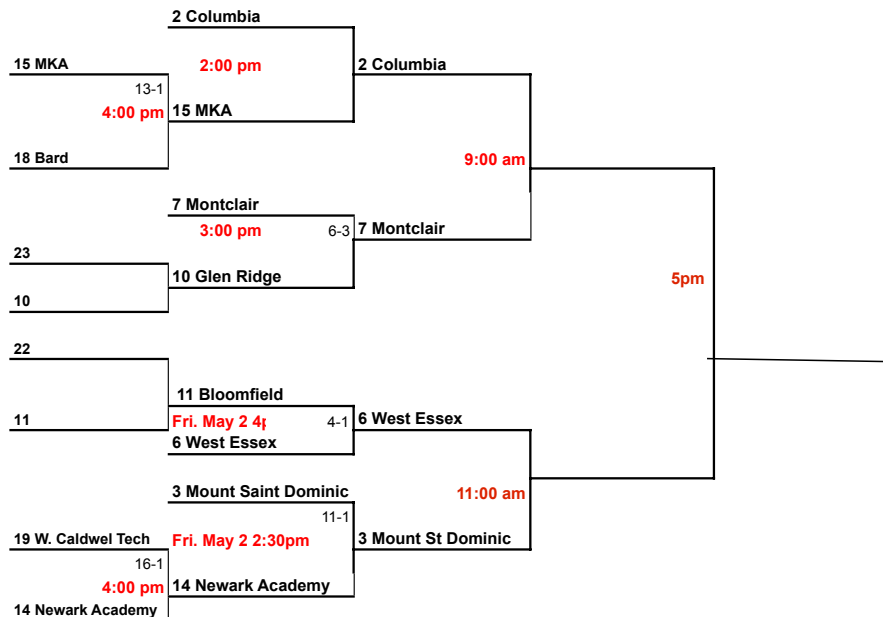 2 Columbia
15 MKA
2:00 pm
2 Columbia
13-1
4:00 pm
15 MKA
18 Bard
9:00 am
7 Montclair
3:00 pm
6-3
7 Montclair
23
10 Glen Ridge
5pm
10
22
11 Bloomfield
11
Fri. May 2 4
4-1
6 West Essex
6 West Essex
3 Mount Saint Dominic
11:00 am
11-1
19 W. Caldwel Tech
Fri. May 2 2:30pm
3 Mount St Dominic
16-1
4:00 pm
14 Newark Academy
14 Newark Academy